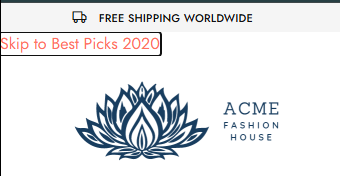 FREE SHIPPING WORLDWIDE
Skip to Best Picks 2020
ACME
FASHION
HOUSE